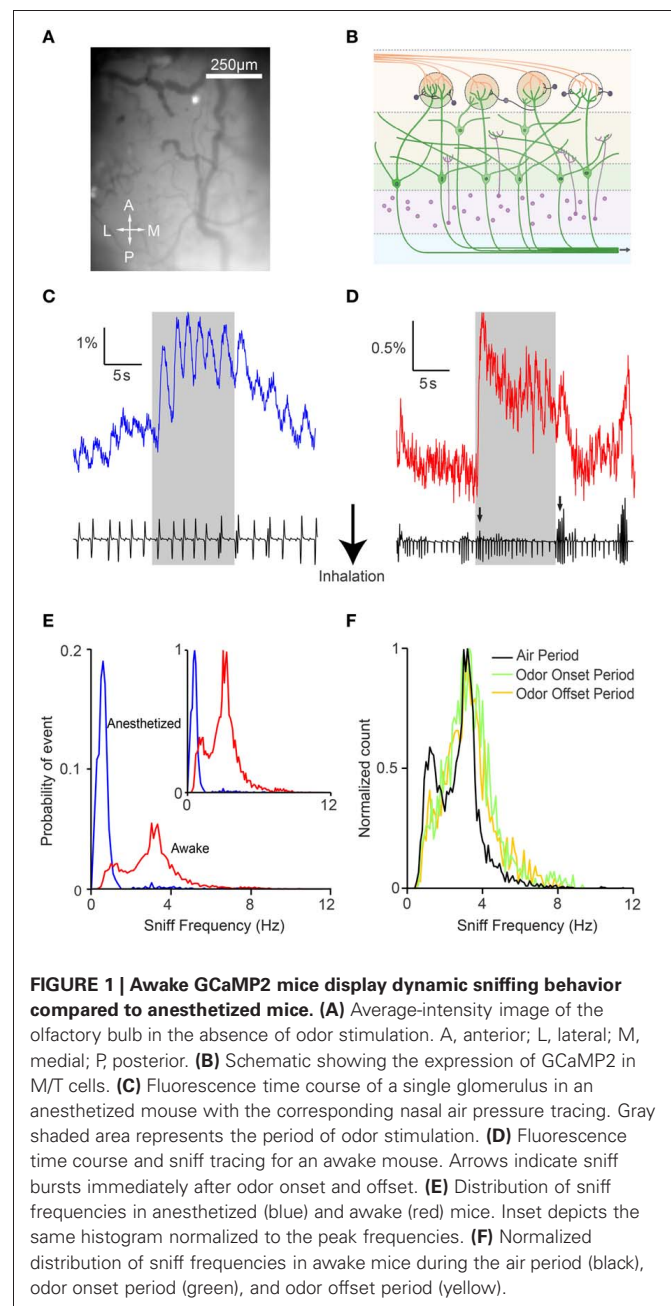 A
B
250μm
A
L
M
P
C
D
1%
5s
0.5%
5s
Inhalation
E
F
0.2
0.1
0
Probability of event
Anesthetized
Awake
1
0
0
12
0
4
8
12
Sniff Frequency (Hz)
1
0.5
0
Normalized count
Air Period
Odor Onset Period
Odor Offset Period
0
4
8
12
Sniff Frequency (Hz)
FIGURE 1 | Awake GCaMP2 mice display dynamic sniffing behavior
compared to anesthetized mice. (A) Average-intensity image of the
olfactory bulb in the absence of odor stimulation. A, anterior; L, lateral; M,
medial; P, posterior. (B) Schematic showing the expression of GCaMP2 in
M/T cells. (C) Fluorescence time course of a single glomerulus in an
anesthetized mouse with the corresponding nasal air pressure tracing. Gray
shaded area represents the period of odor stimulation. (D) Fluorescence
time course and sniff tracing for an awake mouse. Arrows indicate sniff
bursts immediately after odor onset and offset. (E) Distribution of sniff
frequencies in anesthetized (blue) and awake (red) mice. Inset depicts the
same histogram normalized to the peak frequencies. (F) Normalized
distribution of sniff frequencies in awake mice during the air period (black),
odor onset period (green), and odor offset period (yellow).